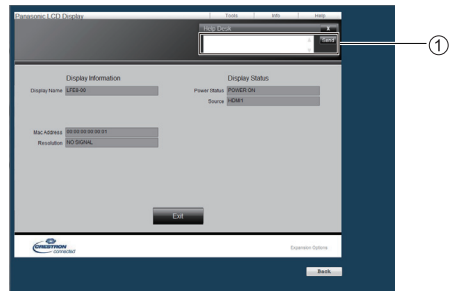 Panasonic LCD Display
Tools Info Help
Help Desk x
Send
①
Display Information Display Status
Display Name LFE8-00 Power Status POWER ON
Source HDMI1
Mac Address 00:00:00:00:00:01
Resolution NO SIGNAL
Exit
CRESTRON
connected
Expansion Options
Back